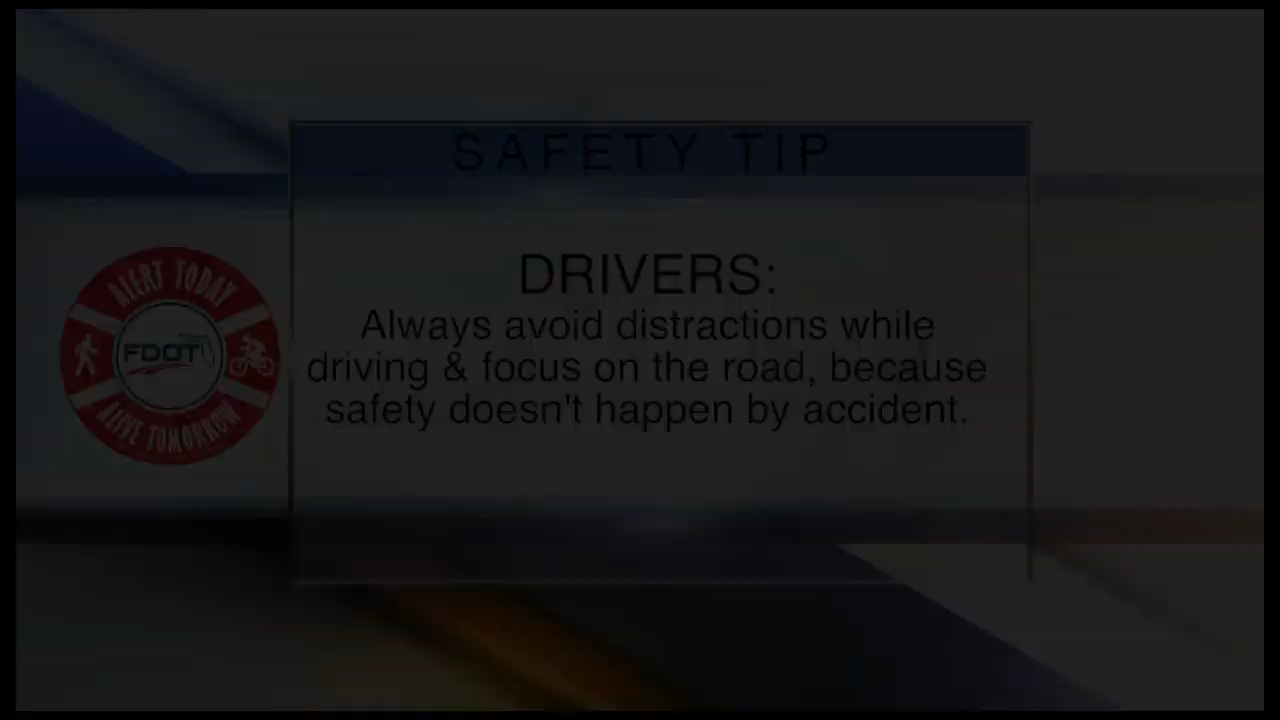 SAFETY TIP
ALERT TODAY
FDOT
ALIVE TOMORROW
DRIVERS:
Always avoid distractions while
driving & focus on the road, because
safety doesn't happen by accident.